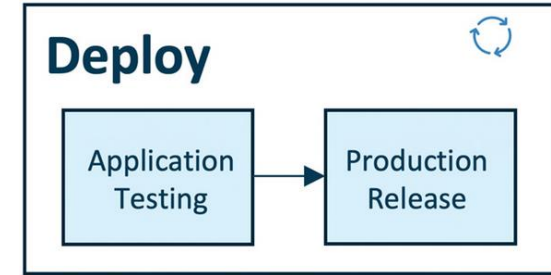 Deploy
Application
Testing
Production
Release